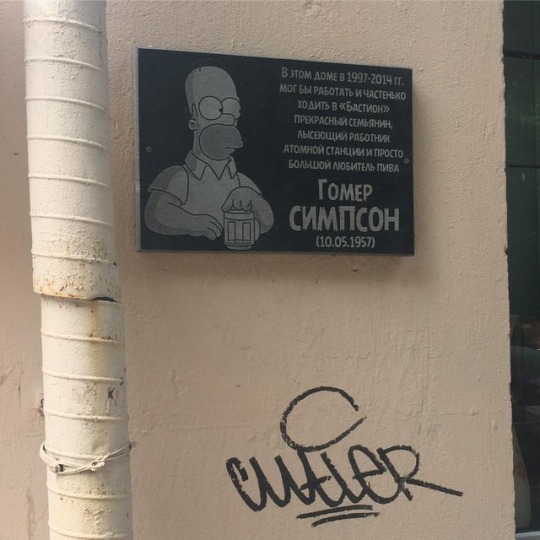 В этом доме в 1997-2014 гг.
мог бы работать и частенько
ходить в «Бастион»
прекрасный семьянин,
лысеющий работник
атомной станции и просто
большой любитель пива
Гомер
СИМПСОН
(10.05.1957)